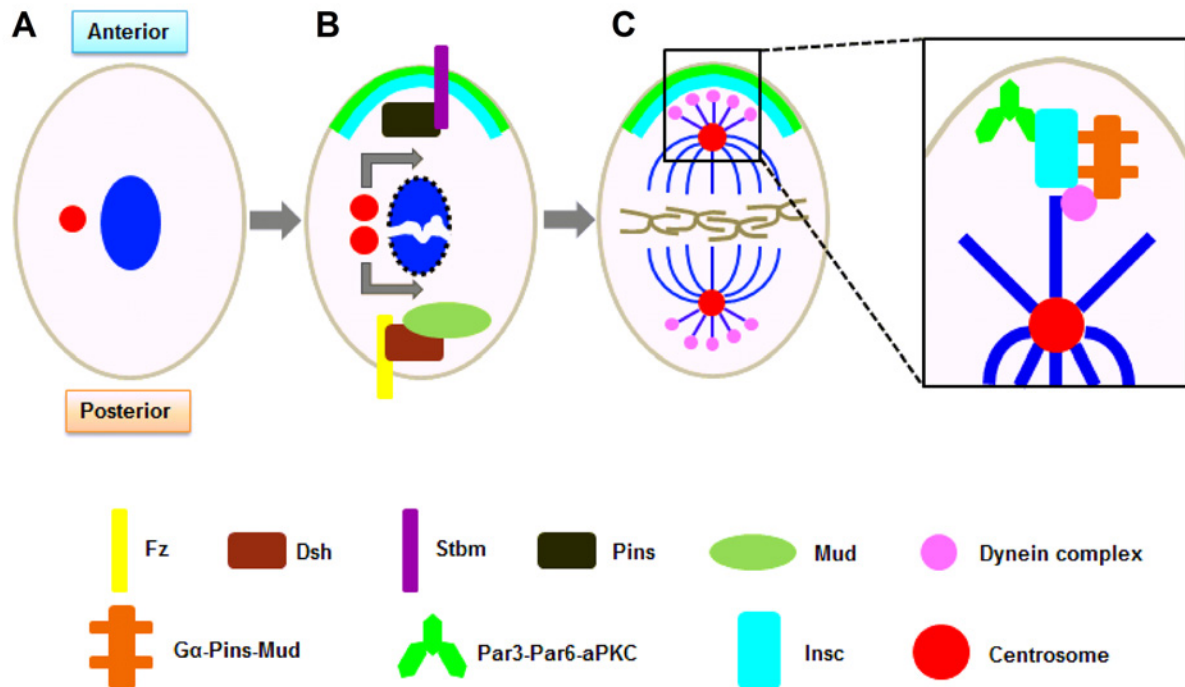 A
Anterior
B
C
Posterior
Fz
Dsh
Stbm
Pins
Mud
Dynein complex
Gα-Pins-Mud
Par3-Par6-aPKC
Insc
Centrosome